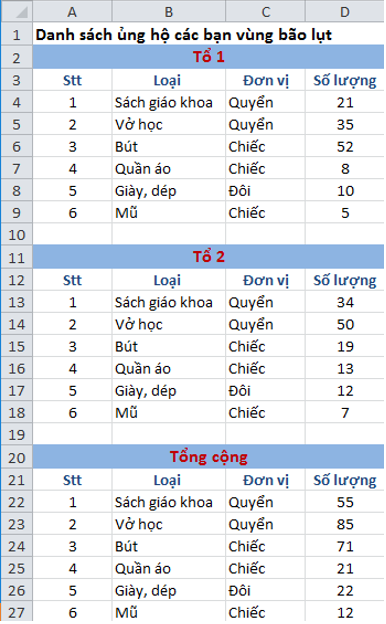 A B C D
1 Danh sách ủng hộ các bạn vùng bão lụt
2 Tổ 1
3 Stt Loại Đơn vị Số lượng
4 1 Sách giáo khoa Quyển 21
5 2 Vở học Quyển 35
6 3 Bút Chiếc 52
7 4 Quần áo Chiếc 8
8 5 Giày, dép Đôi 10
9 6 Mũ Chiếc 5
10
11 Tổ 2
12 Stt Loại Đơn vị Số lượng
13 1 Sách giáo khoa Quyển 34
14 2 Vở học Quyển 50
15 3 Bút Chiếc 19
16 4 Quần áo Chiếc 13
17 5 Giày, dép Đôi 12
18 6 Mũ Chiếc 7
19
20 Tổng cộng
21 Stt Loại Đơn vị Số lượng
22 1 Sách giáo khoa Quyển 55
23 2 Vở học Quyển 85
24 3 Bút Chiếc 71
25 4 Quần áo Chiếc 21
26 5 Giày, dép Đôi 22
27 6 Mũ Chiếc 12